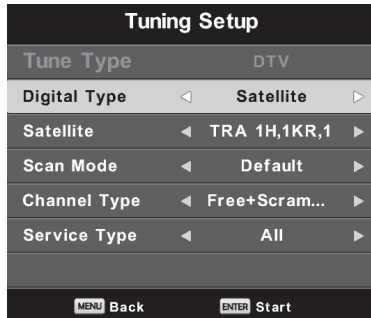 Tuning Setup
Tune Type DTV
Digital Type Satellite
Satellite TRA 1H,1KR,1
Scan Mode Default
Channel Type Free+Scram...
Service Type All
MENU Back ENTER Start